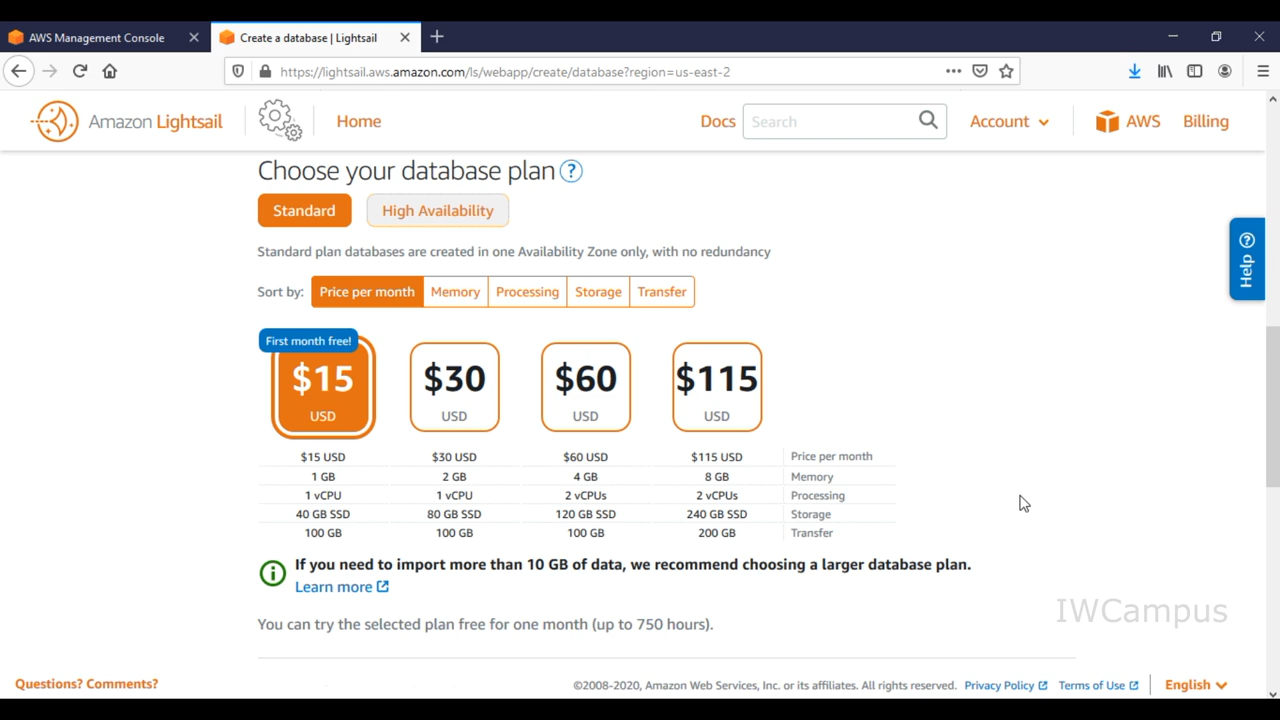 AWS Management Console
Create a database | Lightsail
https://lightsail.aws.amazon.com/ls/webapp/create/database?region=us-east-2
Amazon Lightsail
Home
Docs
Search
Account
AWS
Billing
Choose your database plan ?
Standard
High Availability
Standard plan databases are created in one Availability Zone only, with no redundancy
Help ?
Sort by: Price per month Memory Processing Storage Transfer
First month free!
$15 $30 $60 $115
USD USD USD USD
$15 USD $30 USD $60 USD $115 USD Price per month
1 GB 2 GB 4 GB 8 GB Memory
1 vCPU 1 vCPU 2 vCPUs 2 vCPUs Processing
40 GB SSD 80 GB SSD 120 GB SSD 240 GB SSD Storage
100 GB 100 GB 100 GB 200 GB Transfer
If you need to import more than 10 GB of data, we recommend choosing a larger database plan.
Learn more
IWCampus
You can try the selected plan free for one month (up to 750 hours).
Questions? Comments?
©2008-2020, Amazon Web Services, Inc. or its affiliates. All rights reserved. Privacy Policy Terms of Use English